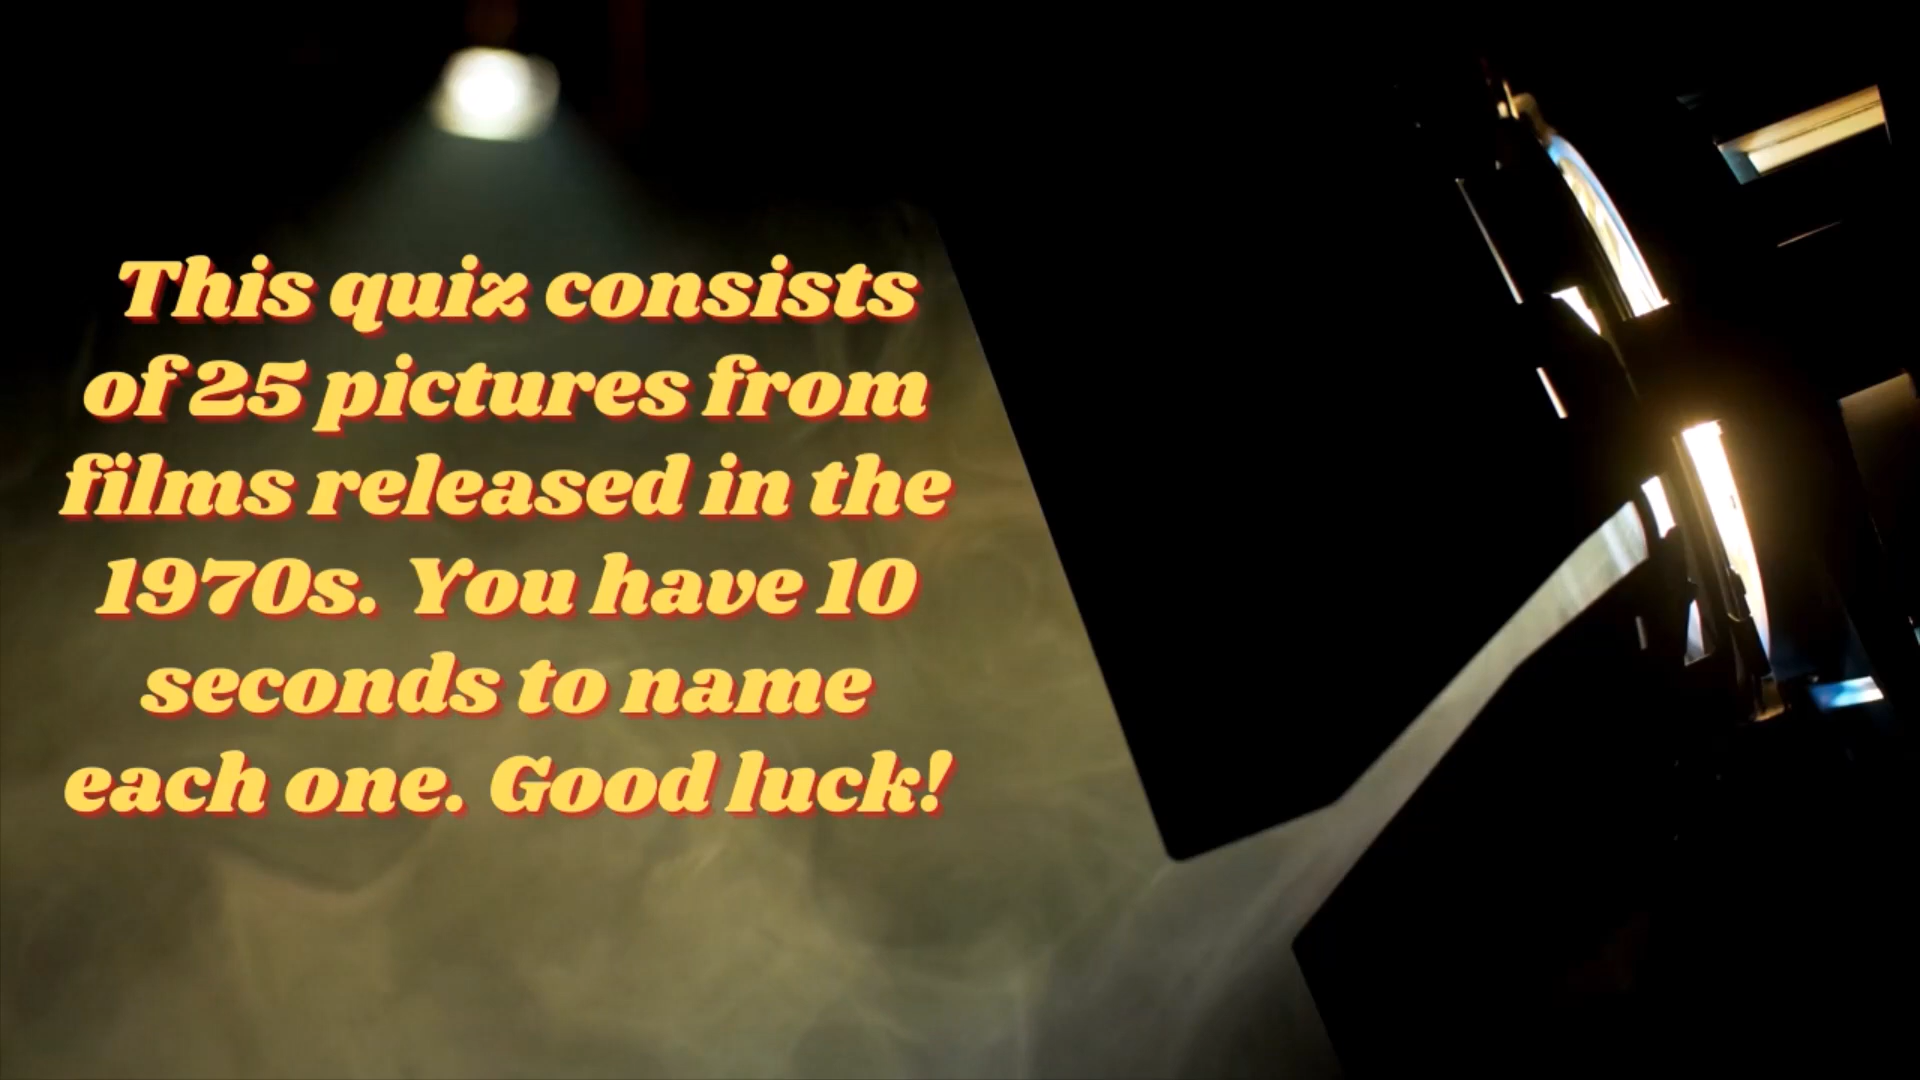 This quiz consists
of 25 pictures from
films released in the
1970s. You have 10
seconds to name
each one. Good luck!